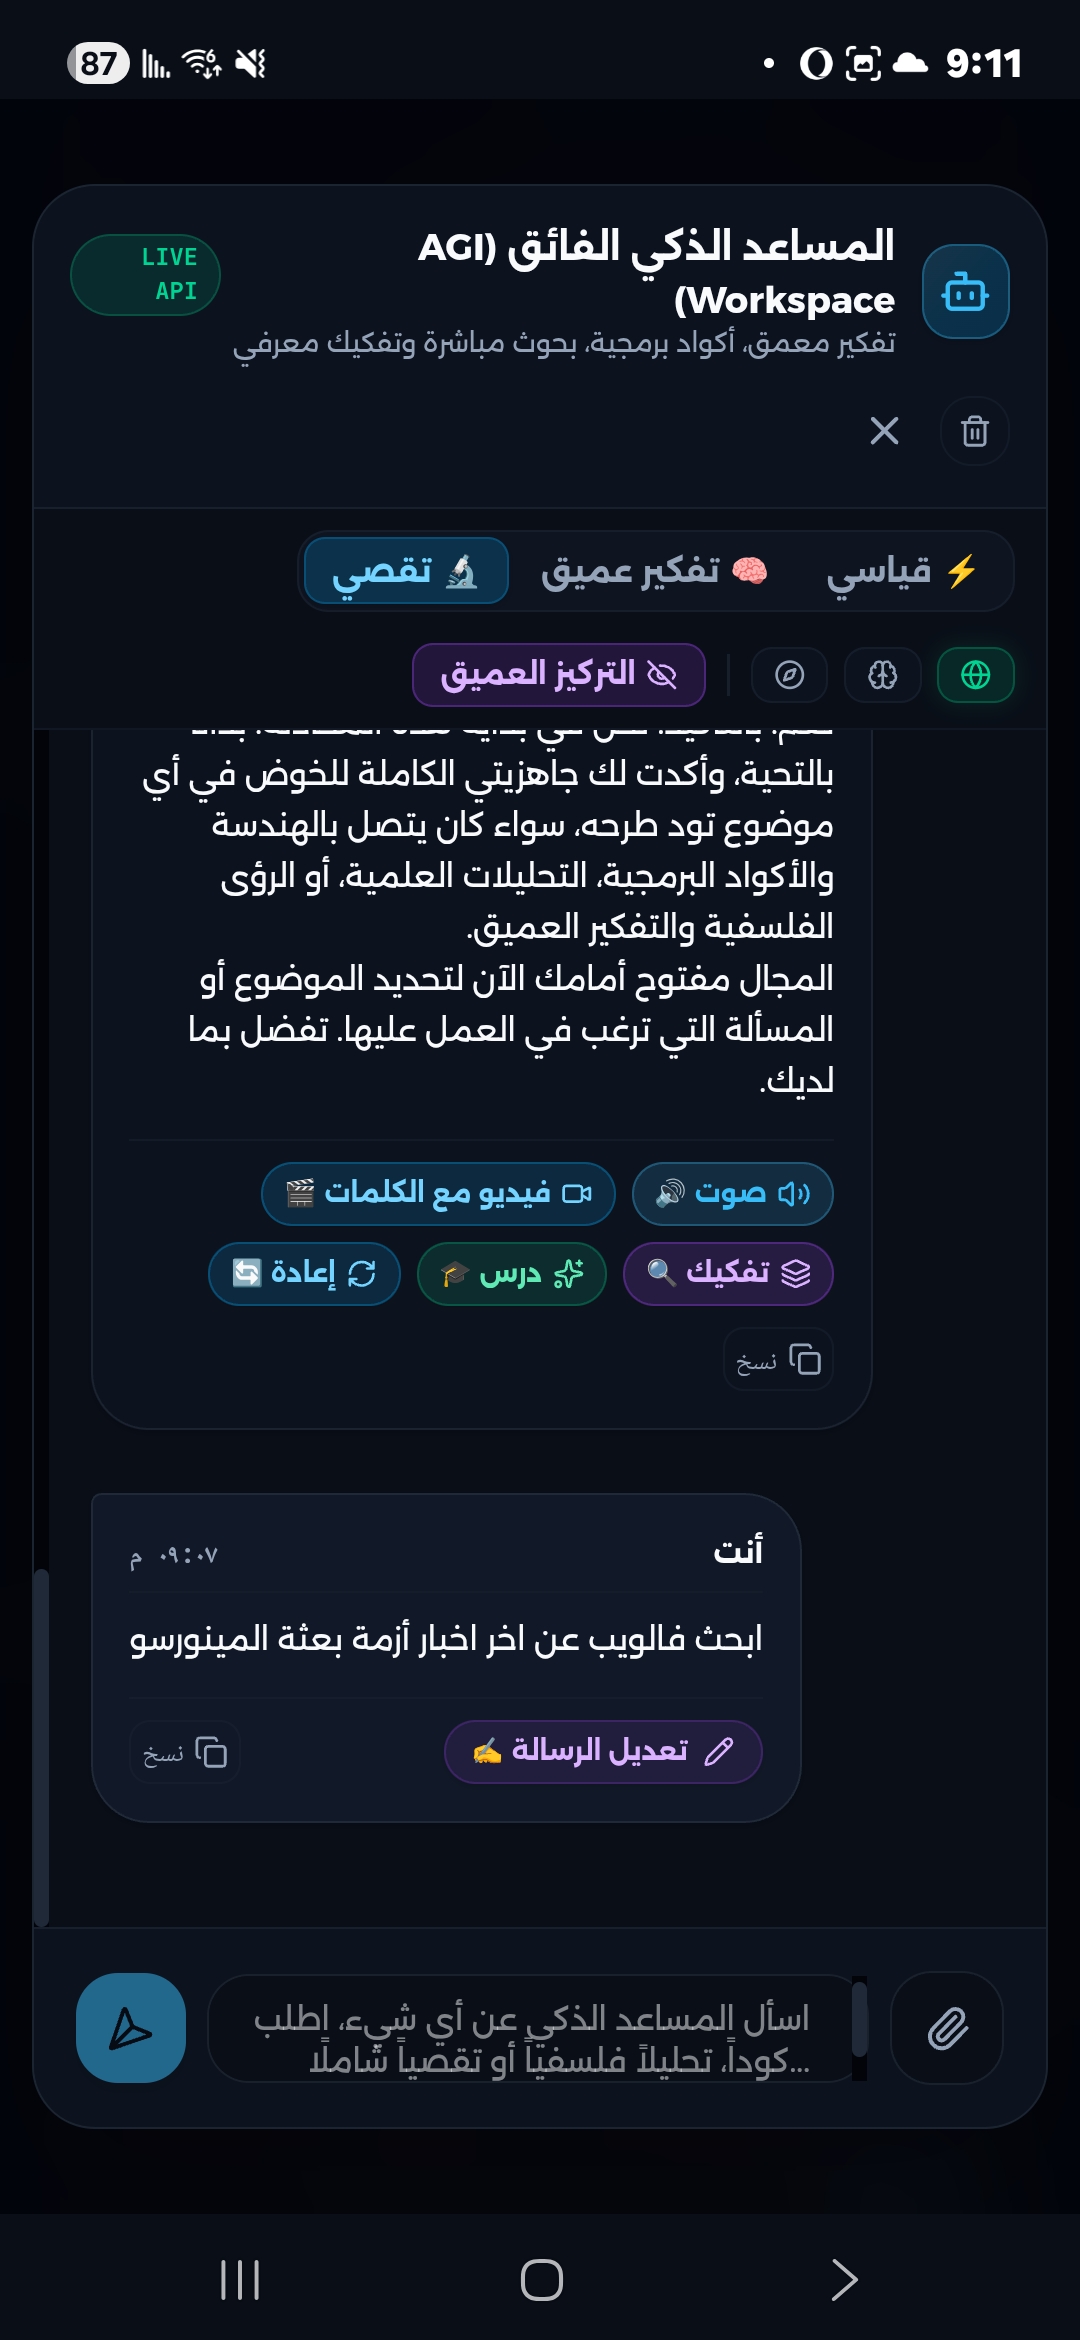 87
9:11
المساعد الذكي الفائق (AGI
Workspace)
LIVE
API
تفكير معمق، أكواد برمجية، بحوث مباشرة وتفكيك معرفي
⚡ قياسي
🧠 تفكير عميق
🔬 تقصي
التركيز العميق
بالتحية، وأكدت لك جاهزيتي الكاملة للخوض في أي
موضوع تود طرحه، سواء كان يتصل بالهندسة
والأكواد البرمجية، التحليلات العلمية، أو الرؤى
الفلسفية والتفكير العميق.
المجال مفتوح أمامك الآن لتحديد الموضوع أو
المسألة التي ترغب في العمل عليها. تفضل بما
لديك.
صوت 🔊
فيديو مع الكلمات 🎬
تفكيك 🔍
درس 🎓
إعادة 🔄
نسخ
أنت
٠٩:٠٧ م
ابحث فالويب عن اخر اخبار أزمة بعثة المينورسو
تعديل الرسالة ✍️
نسخ
اسأل المساعد الذكي عن أي شيء، اطلب
كوداً، تحليلاً فلسفياً أو تقصياً شاملاً...